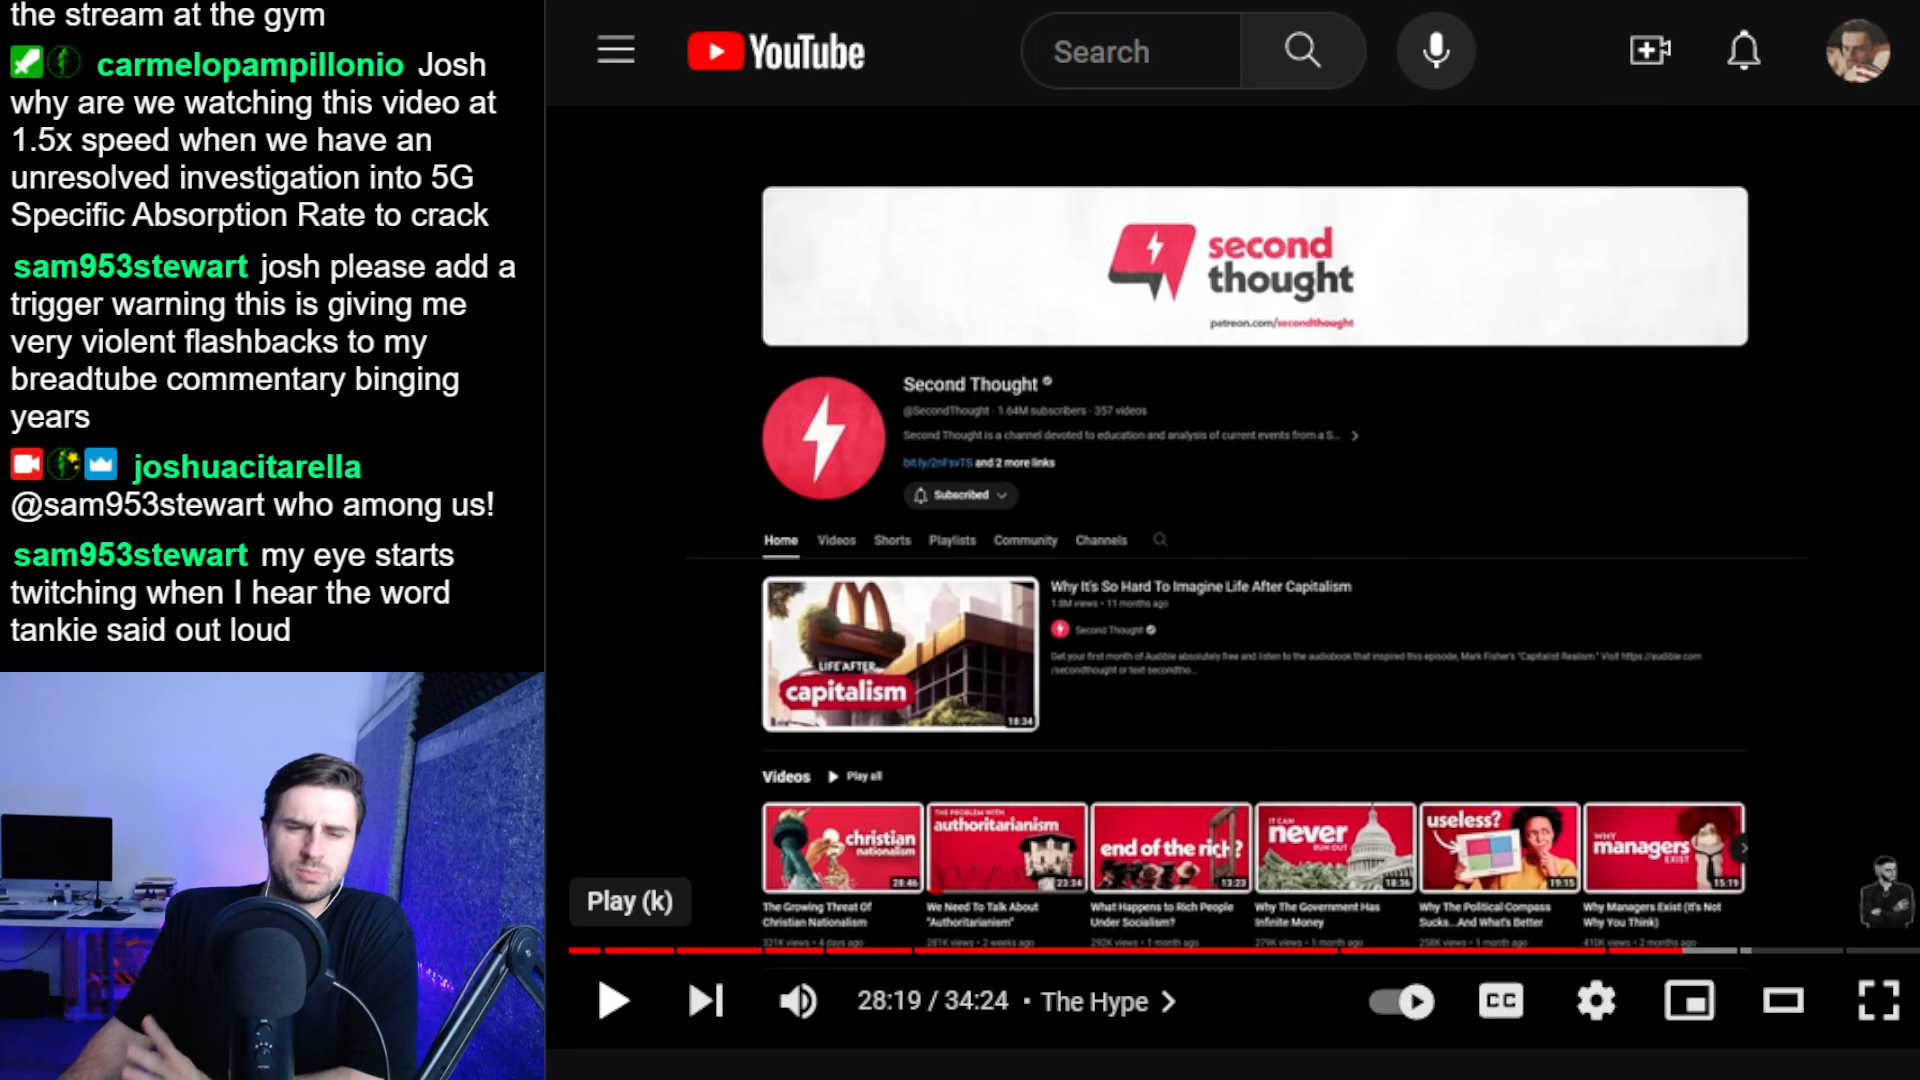 the stream at the gym
carmelopampillonio Josh
why are we watching this video at
1.5x speed when we have an
unresolved investigation into 5G
Specific Absorption Rate to crack
sam953stewart josh please add a
trigger warning this is giving me
very violent flashbacks to my
breadtube commentary binging
years
joshuacitarella
@sam953stewart who among us!
sam953stewart my eye starts
twitching when I hear the word
tankie said out loud
YouTube
Search
second
thought
patreon.com/secondthought
Second Thought
@SecondThought · 1.64M subscribers · 357 videos
Second Thought is a channel devoted to education and analysis of current events from a S...
bit.ly/2nFsvTS and 2 more links
Subscribed
Home Videos Shorts Playlists Community Channels
LIFE AFTER...
capitalism
18:34
Why It's So Hard To Imagine Life After Capitalism
1.8M views • 11 months ago
Second Thought
Get your first month of Audible absolutely free and listen to the audiobook that inspired this episode, Mark Fisher's "Capitalist Realism." Visit https://audible.com
/secondthought or text secondtho...
Videos Play all
christian
nationalism
28:46
THE PROBLEM WITH
authoritarianism
23:34
end of the rich?
13:23
IT CAN
never
RUN OUT
18:36
useless?
19:15
WHY
managers
EXIST
15:19
The Growing Threat Of
Christian Nationalism
321K views • 4 days ago
We Need To Talk About
"Authoritarianism"
281K views • 2 weeks ago
What Happens to Rich People
Under Socialism?
292K views • 1 month ago
Why The Government Has
Infinite Money
279K views • 1 month ago
Why The Political Compass
Sucks...And What's Better
258K views • 1 month ago
Why Managers Exist (It's Not
Why You Think)
410K views • 2 months ago
Play (k)
28:19 / 34:24 • The Hype
CC